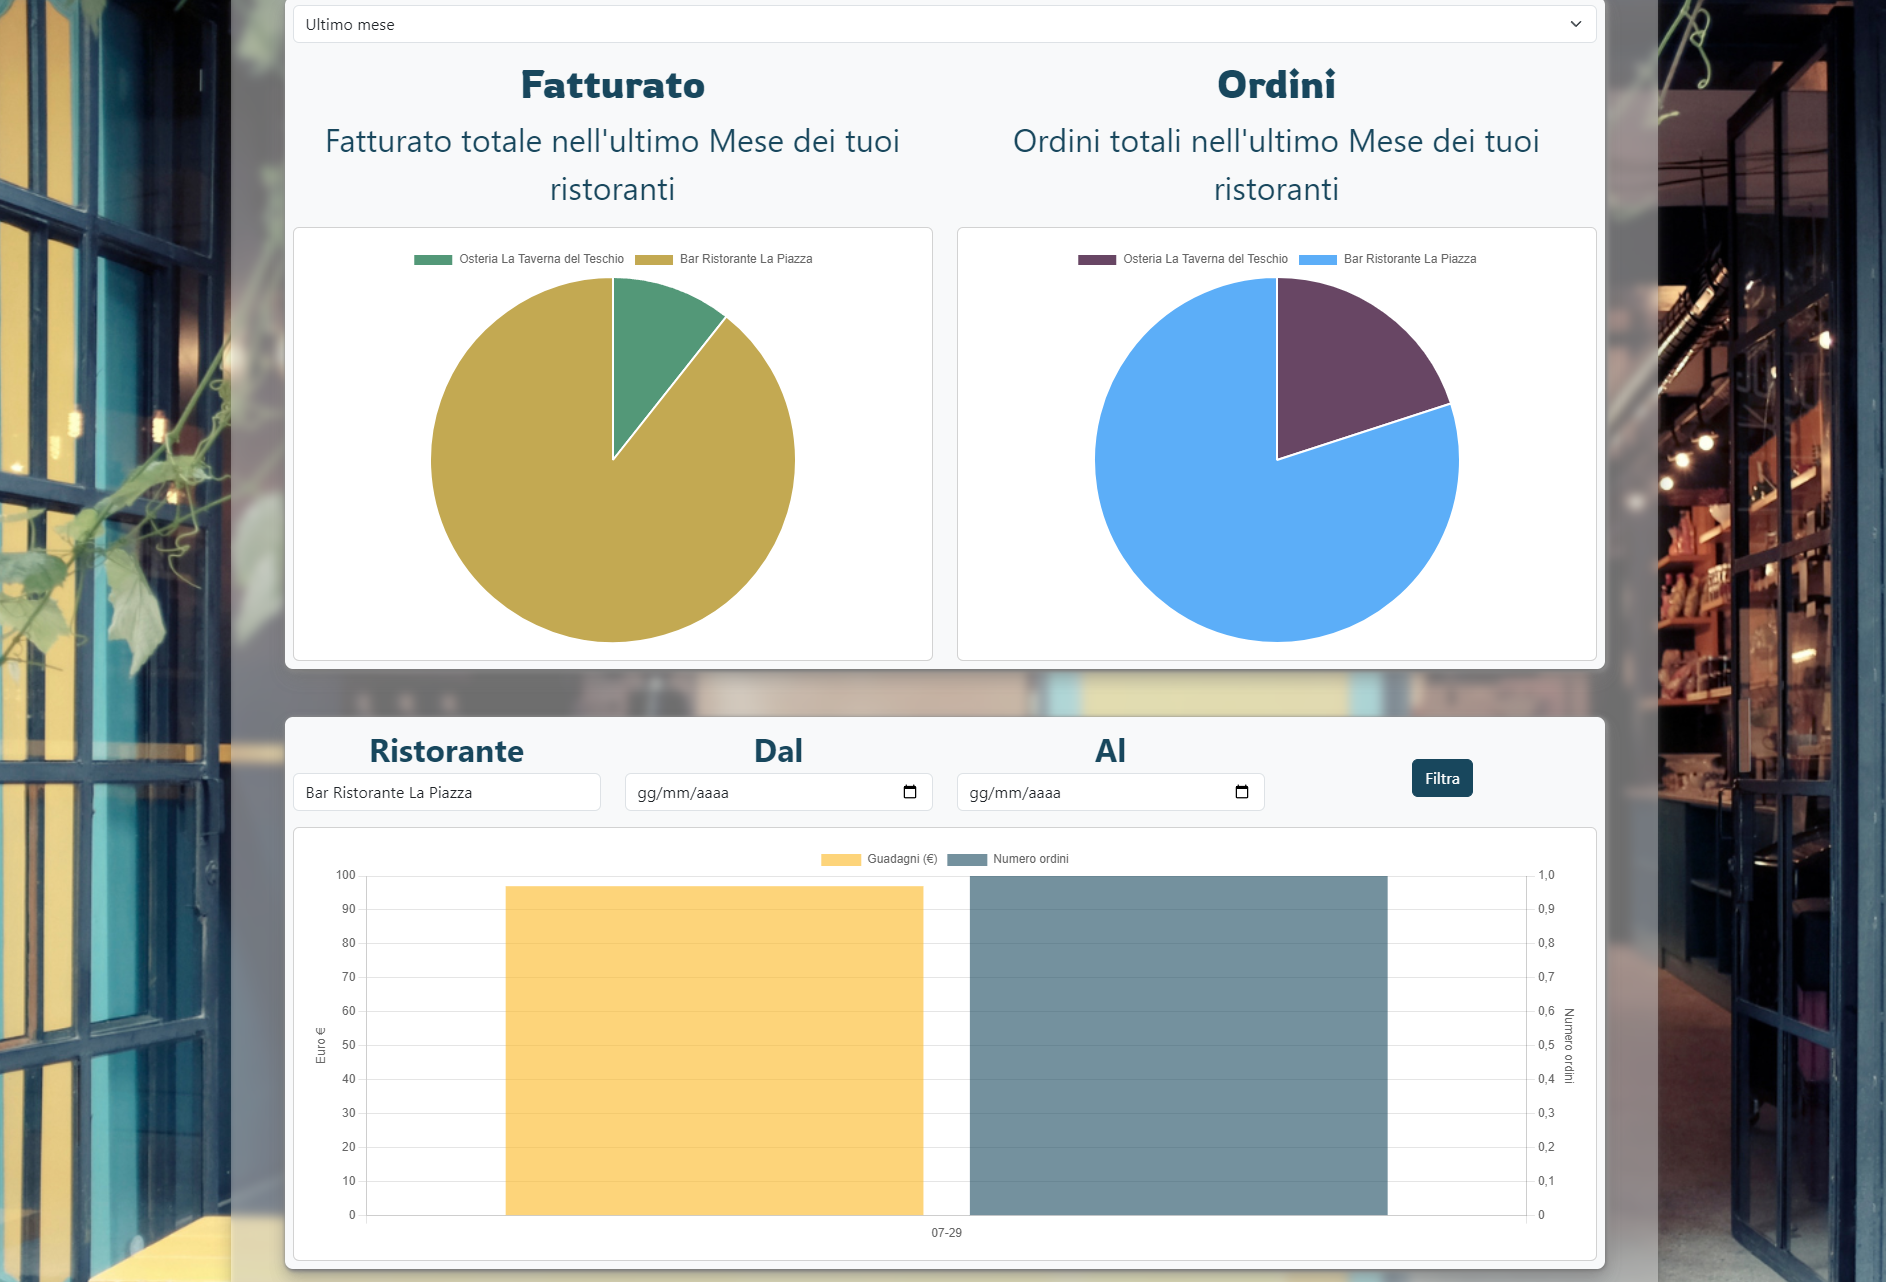 Ultimo mese
Fatturato
Fatturato totale nell'ultimo Mese dei tuoi
ristoranti
Osteria La Taverna del Teschio
Bar Ristorante La Piazza
Ordini
Ordini totali nell'ultimo Mese dei tuoi
ristoranti
Osteria La Taverna del Teschio
Bar Ristorante La Piazza
Ristorante
Bar Ristorante La Piazza
Dal
gg/mm/aaaa
Al
gg/mm/aaaa
Filtra
Guadagni (€)
Numero ordini
Euro €
100
90
80
70
60
50
40
30
20
10
0
07-29
1,0
0,9
0,8
0,7
0,6
0,5
0,4
0,3
0,2
0,1
0
Numero ordini